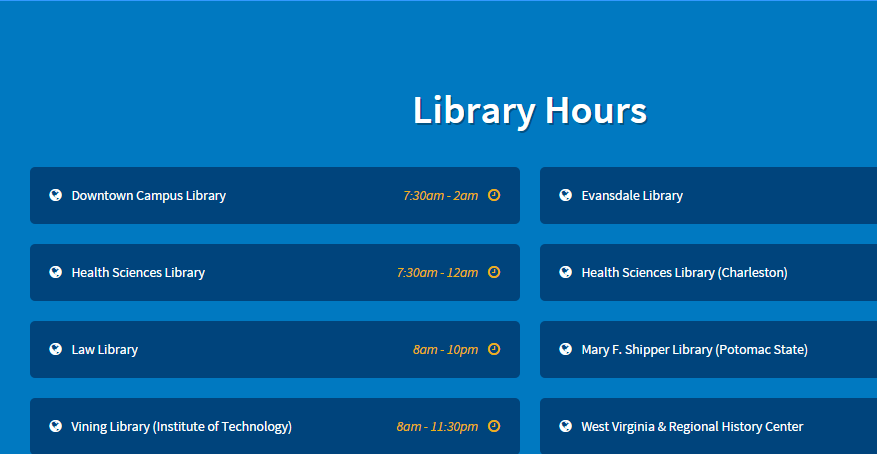 Library Hours
Downtown Campus Library 7:30am - 2am
Evansdale Library
Health Sciences Library 7:30am - 12am
Health Sciences Library (Charleston)
Law Library 8am - 10pm
Mary F. Shipper Library (Potomac State)
Vining Library (Institute of Technology) 8am - 11:30pm
West Virginia & Regional History Center